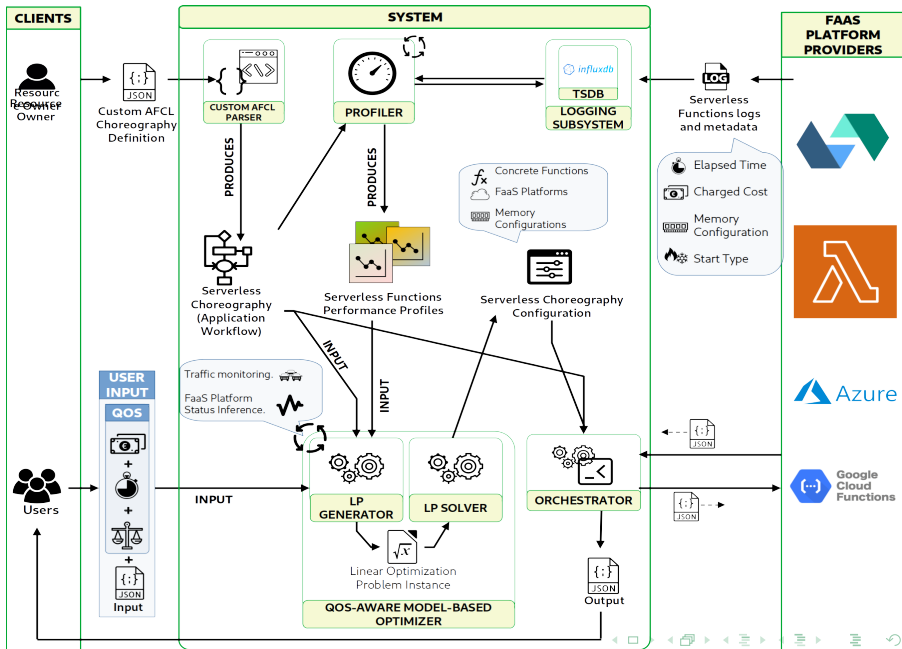 CLIENTS
SYSTEM
FAAS
PLATFORM
PROVIDERS
Resourc
e Owner
Resource
Owner
{:}
JSON
Custom AFCL
Choreography
Definition
{ }
</>
CUSTOM AFCL
PARSER
PROFILER
influxdb
TSDB
LOGGING
SUBSYSTEM
LOG
Serverless
Functions logs
and metadata
Elapsed Time
Charged Cost
Memory
Configuration
Start Type
PRODUCES
PRODUCES
fx
Concrete Functions
FaaS Platforms
Memory
Configurations
Serverless
Choreography
(Application
Workflow)
Serverless Functions
Performance Profiles
Serverless Choreography
Configuration
INPUT
INPUT
Traffic monitoring.
FaaS Platform
Status Inference.
USER
INPUT
QOS
€
+
+
+
{:}
JSON
Input
Users
INPUT
LP
GENERATOR
LP SOLVER
√x
Linear Optimization
Problem Instance
QOS-AWARE MODEL-BASED
OPTIMIZER
ORCHESTRATOR
{:}
JSON
{:}
JSON
{:}
JSON
Output
Azure
Google
Cloud
Functions